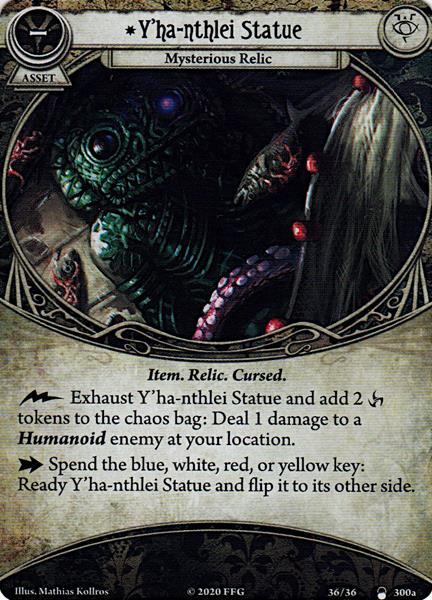 *Y'ha-nthlei Statue
ASSET
Mysterious Relic
Item. Relic. Cursed.
Exhaust Y'ha-nthlei Statue and add 2
tokens to the chaos bag: Deal 1 damage to a
Humanoid enemy at your location.
Spend the blue, white, red, or yellow key:
Ready Y'ha-nthlei Statue and flip it to its other side.
Illus. Mathias Kollros
© 2020 FFG
36/36
300a